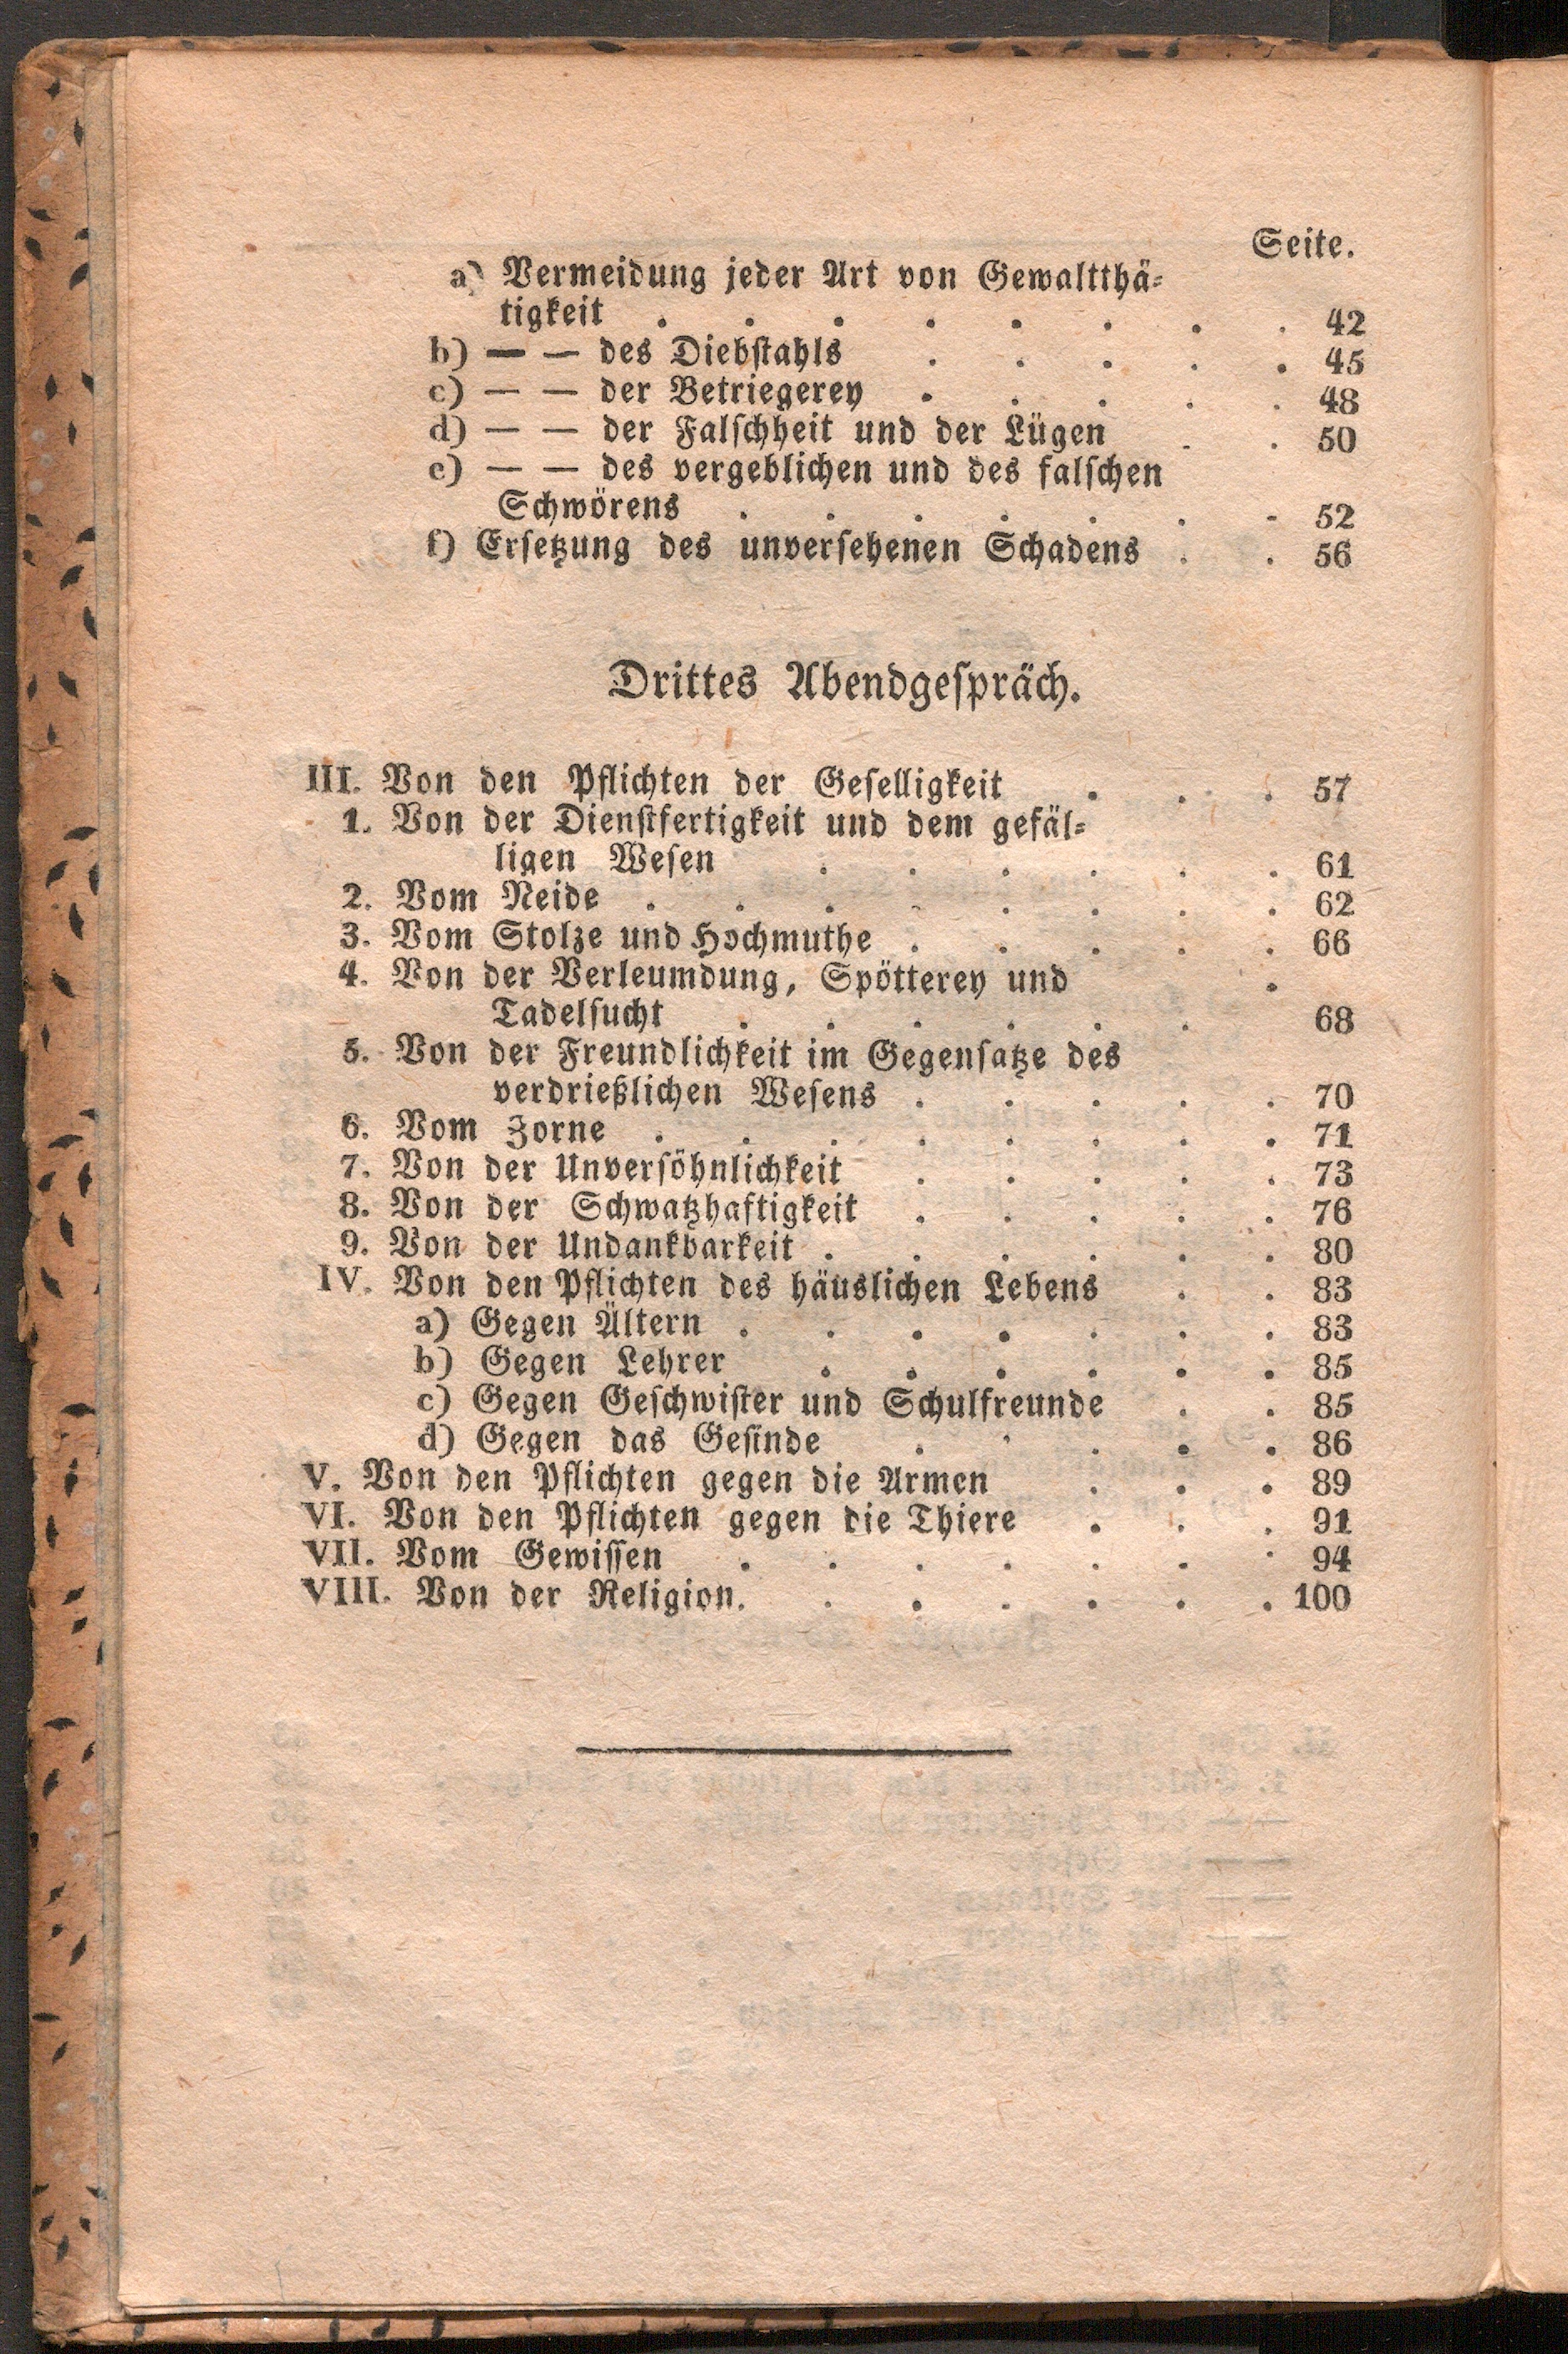 Seite.
a) Vermeidung jeder Art von Gewaltthä-
tigkeit . . . . . . . . 42
b) — — des Diebstahls . . . . . 45
c) — — der Betriegerey . . . . . 48
d) — — der Falschheit und der Lügen . . 50
e) — — des vergeblichen und des falschen
Schwörens . . . . . . . 52
f) Ersetzung des unversehenen Schadens . . 56
Drittes Abendgespräch.
III. Von den Pflichten der Geselligkeit . . . 57
1. Von der Dienstfertigkeit und dem gefäl-
ligen Wesen . . . . . . 61
2. Vom Neide . . . . . . . . 62
3. Vom Stolze und Hochmuthe . . . . . 66
4. Von der Verleumdung, Spötterey und .
Tadelsucht . . . . . . 68
5. Von der Freundlichkeit im Gegensatze des
verdrießlichen Wesens . . . . . 70
6. Vom Zorne . . . . . . . . 71
7. Von der Unversöhnlichkeit . . . . . 73
8. Von der Schwatzhaftigkeit . . . . . 76
9. Von der Undankbarkeit . . . . . . 80
IV. Von den Pflichten des häuslichen Lebens . . 83
a) Gegen Ältern . . . . . . . 83
b) Gegen Lehrer . . . . . . 85
c) Gegen Geschwister und Schulfreunde . . 85
d) Gegen das Gesinde . . . . . 86
V. Von den Pflichten gegen die Armen . . . 89
VI. Von den Pflichten gegen die Thiere . . . 91
VII. Vom Gewissen . . . . . . . 94
VIII. Von der Religion. . . . . . . 100